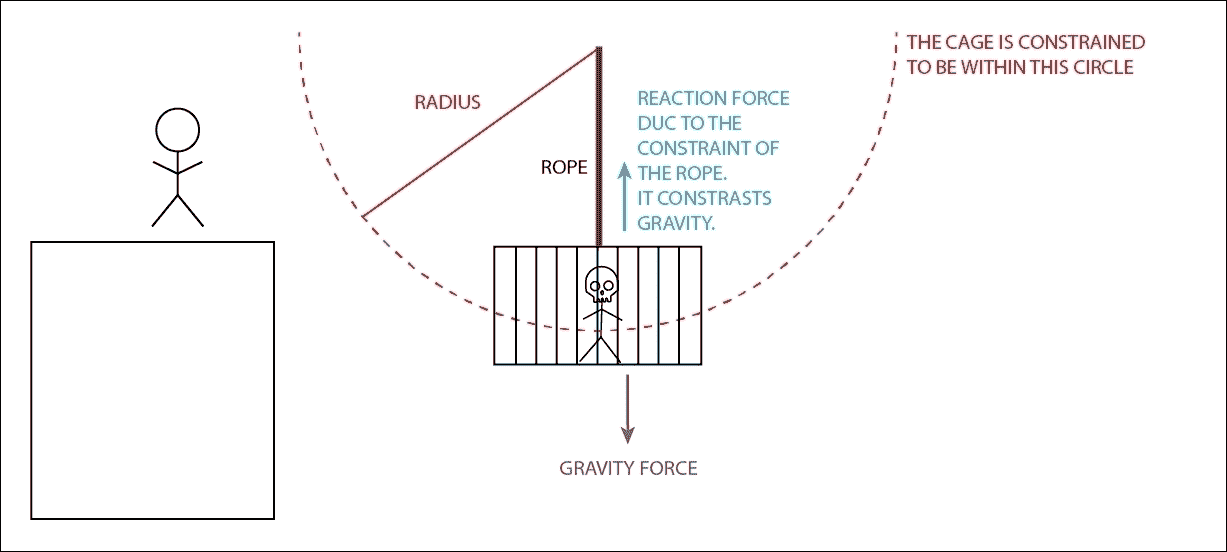 THE CAGE IS CONSTRAINED
TO BE WITHIN THIS CIRCLE
RADIUS
REACTION FORCE
DUC TO THE
CONSTRAINT OF
THE ROPE.
IT CONSTRASTS
GRAVITY.
ROPE
GRAVITY FORCE